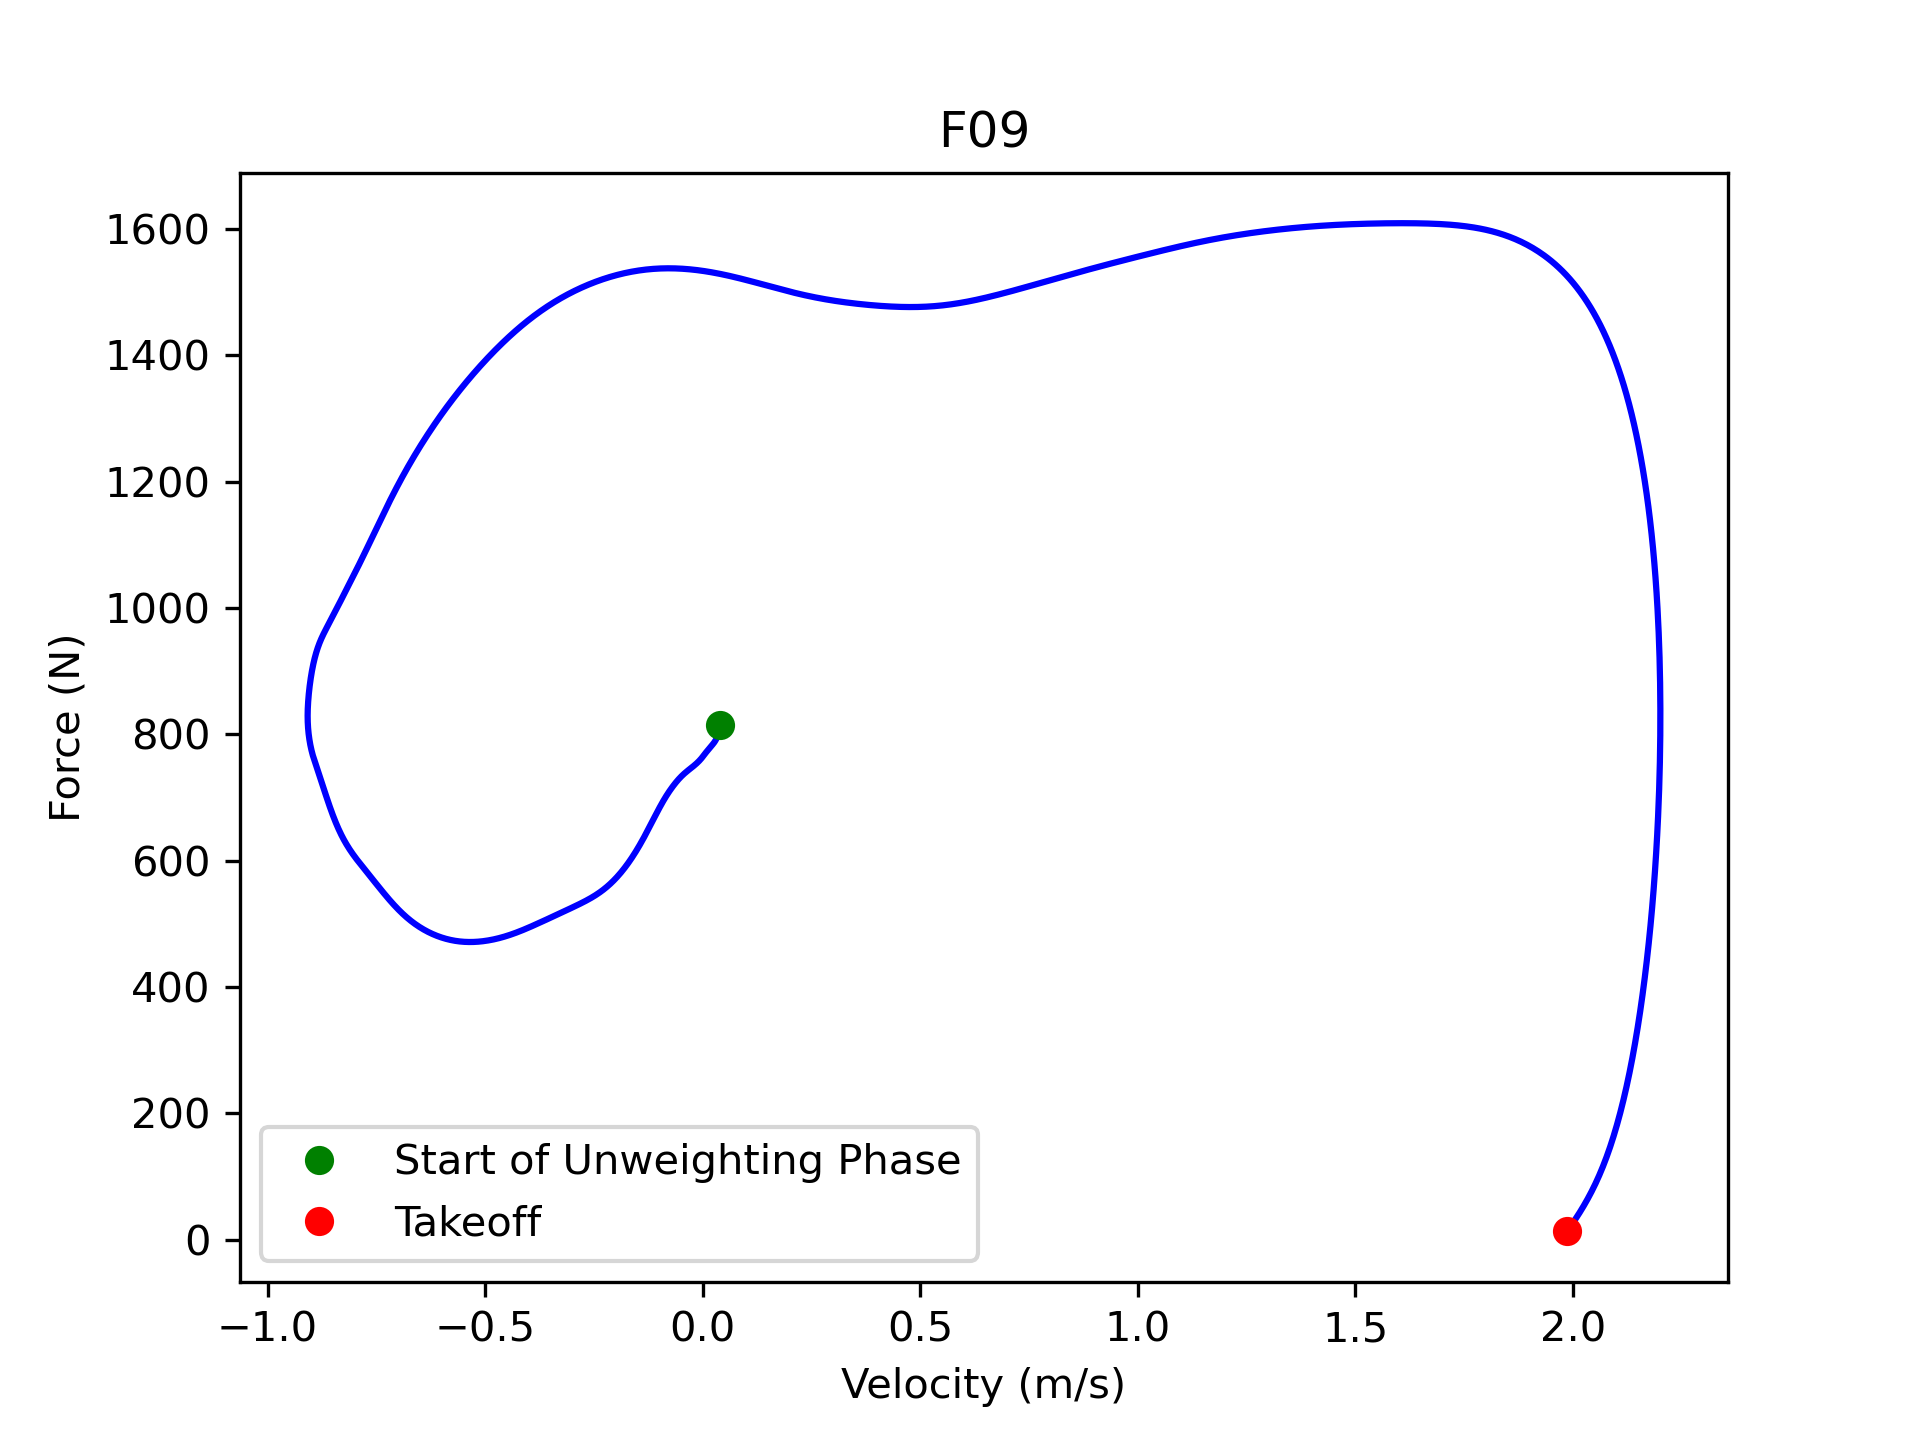 F09
1600
1400
1200
1000
800
600
400
200
0
Force (N)
Start of Unweighting Phase
Takeoff
−1.0 −0.5 0.0 0.5 1.0 1.5 2.0
Velocity (m/s)